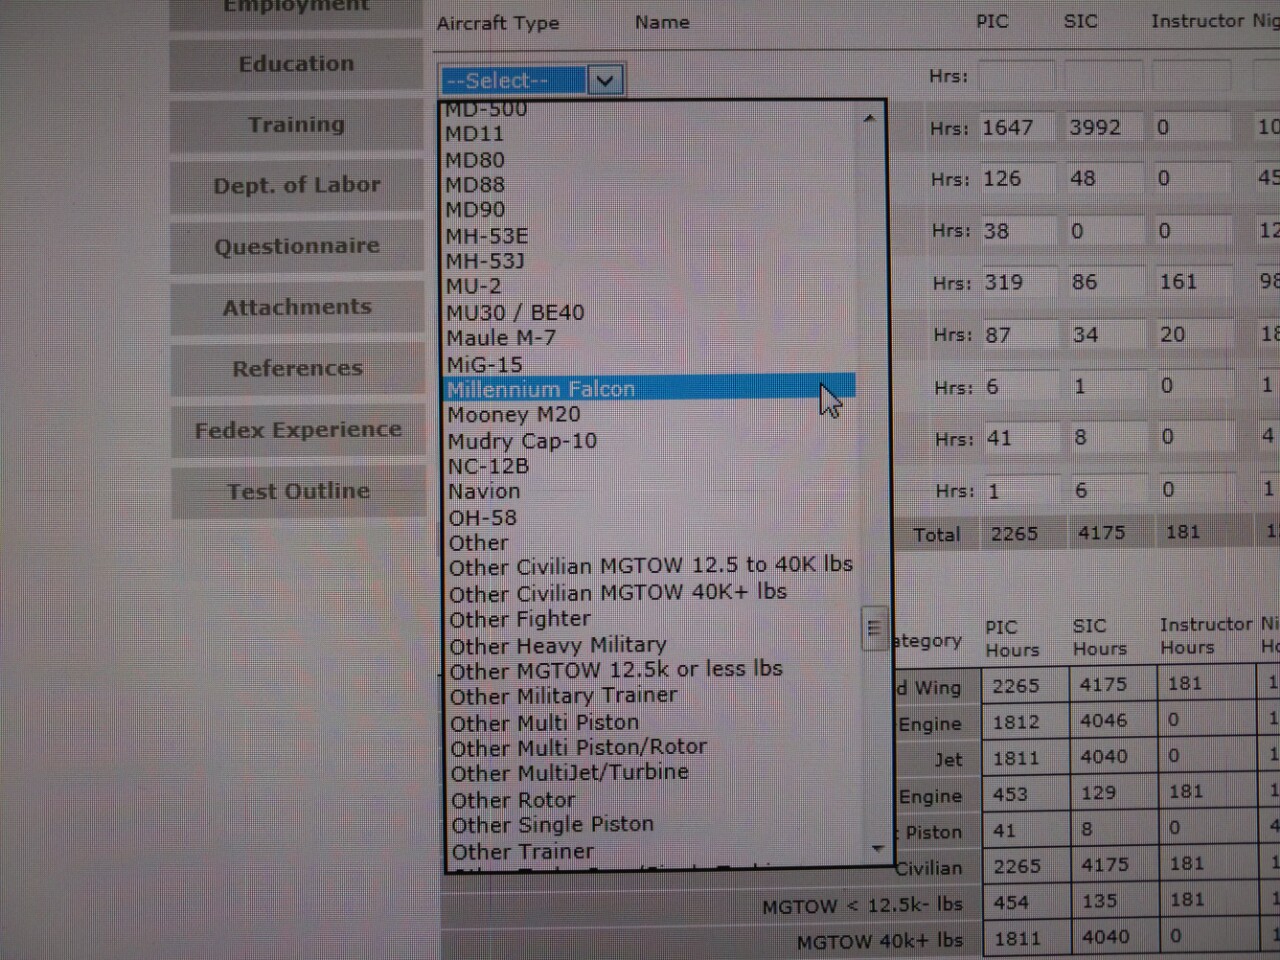 Employment
Education
Training
Dept. of Labor
Questionnaire
Attachments
References
Fedex Experience
Test Outline
Aircraft Type Name PIC SIC Instructor
--Select-- Hrs:
MD-500
MD11
MD80
MD88
MD90
MH-53E
MH-53J
MU-2
MU30 / BE40
Maule M-7
MiG-15
Millennium Falcon
Mooney M20
Mudry Cap-10
NC-12B
Navion
OH-58
Other
Other Civilian MGTOW 12.5 to 40K lbs
Other Civilian MGTOW 40K+ lbs
Other Fighter
Other Heavy Military
Other MGTOW 12.5k or less lbs
Other Military Trainer
Other Multi Piston
Other Multi Piston/Rotor
Other MultiJet/Turbine
Other Rotor
Other Single Piston
Other Trainer
Hrs: 1647 3992 0 10
Hrs: 126 48 0 45
Hrs: 38 0 0 12
Hrs: 319 86 161 98
Hrs: 87 34 20 18
Hrs: 6 1 0 1
Hrs: 41 8 0 4
Hrs: 1 6 0 1
Total 2265 4175 181 1
PIC SIC Instructor Ni
ategory Hours Hours Hours
d Wing 2265 4175 181 1
Engine 1812 4046 0 1
Jet 1811 4040 0 1
Engine 453 129 181 1
Piston 41 8 0 4
Civilian 2265 4175 181 1
MGTOW < 12.5k- lbs 454 135 181 1
MGTOW 40k+ lbs 1811 4040 0 1